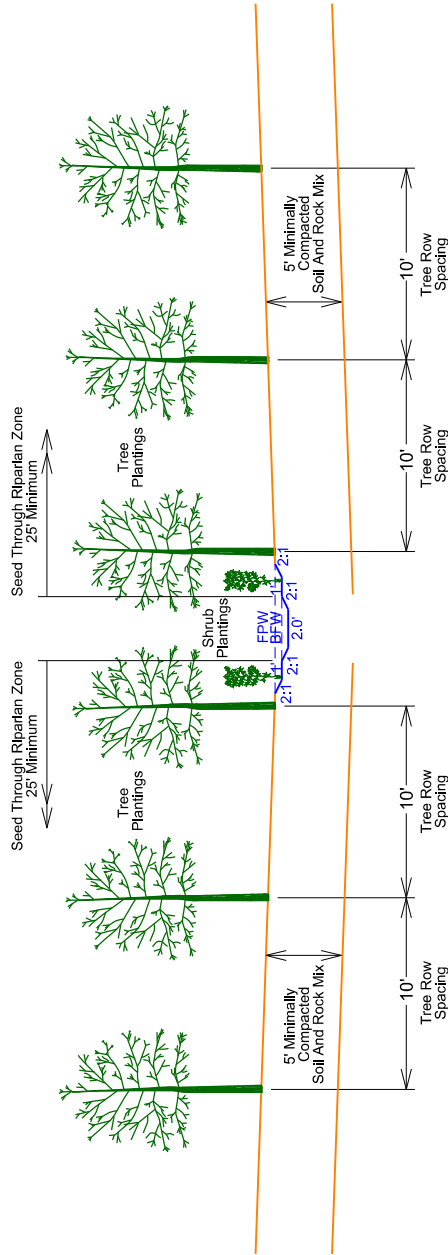 Seed Through Riparian Zone
25' Minimum
Seed Through Riparian Zone
25' Minimum
Tree
Plantings
Tree
Plantings
Shrub
Plantings
FPW
BFW
1'
1'
2:1
2:1
2.0'
2:1
2:1
5' Minimally
Compacted
Soil And Rock Mix
5' Minimally
Compacted
Soil And Rock Mix
10'
Tree Row
Spacing
10'
Tree Row
Spacing
10'
Tree Row
Spacing
10'
Tree Row
Spacing